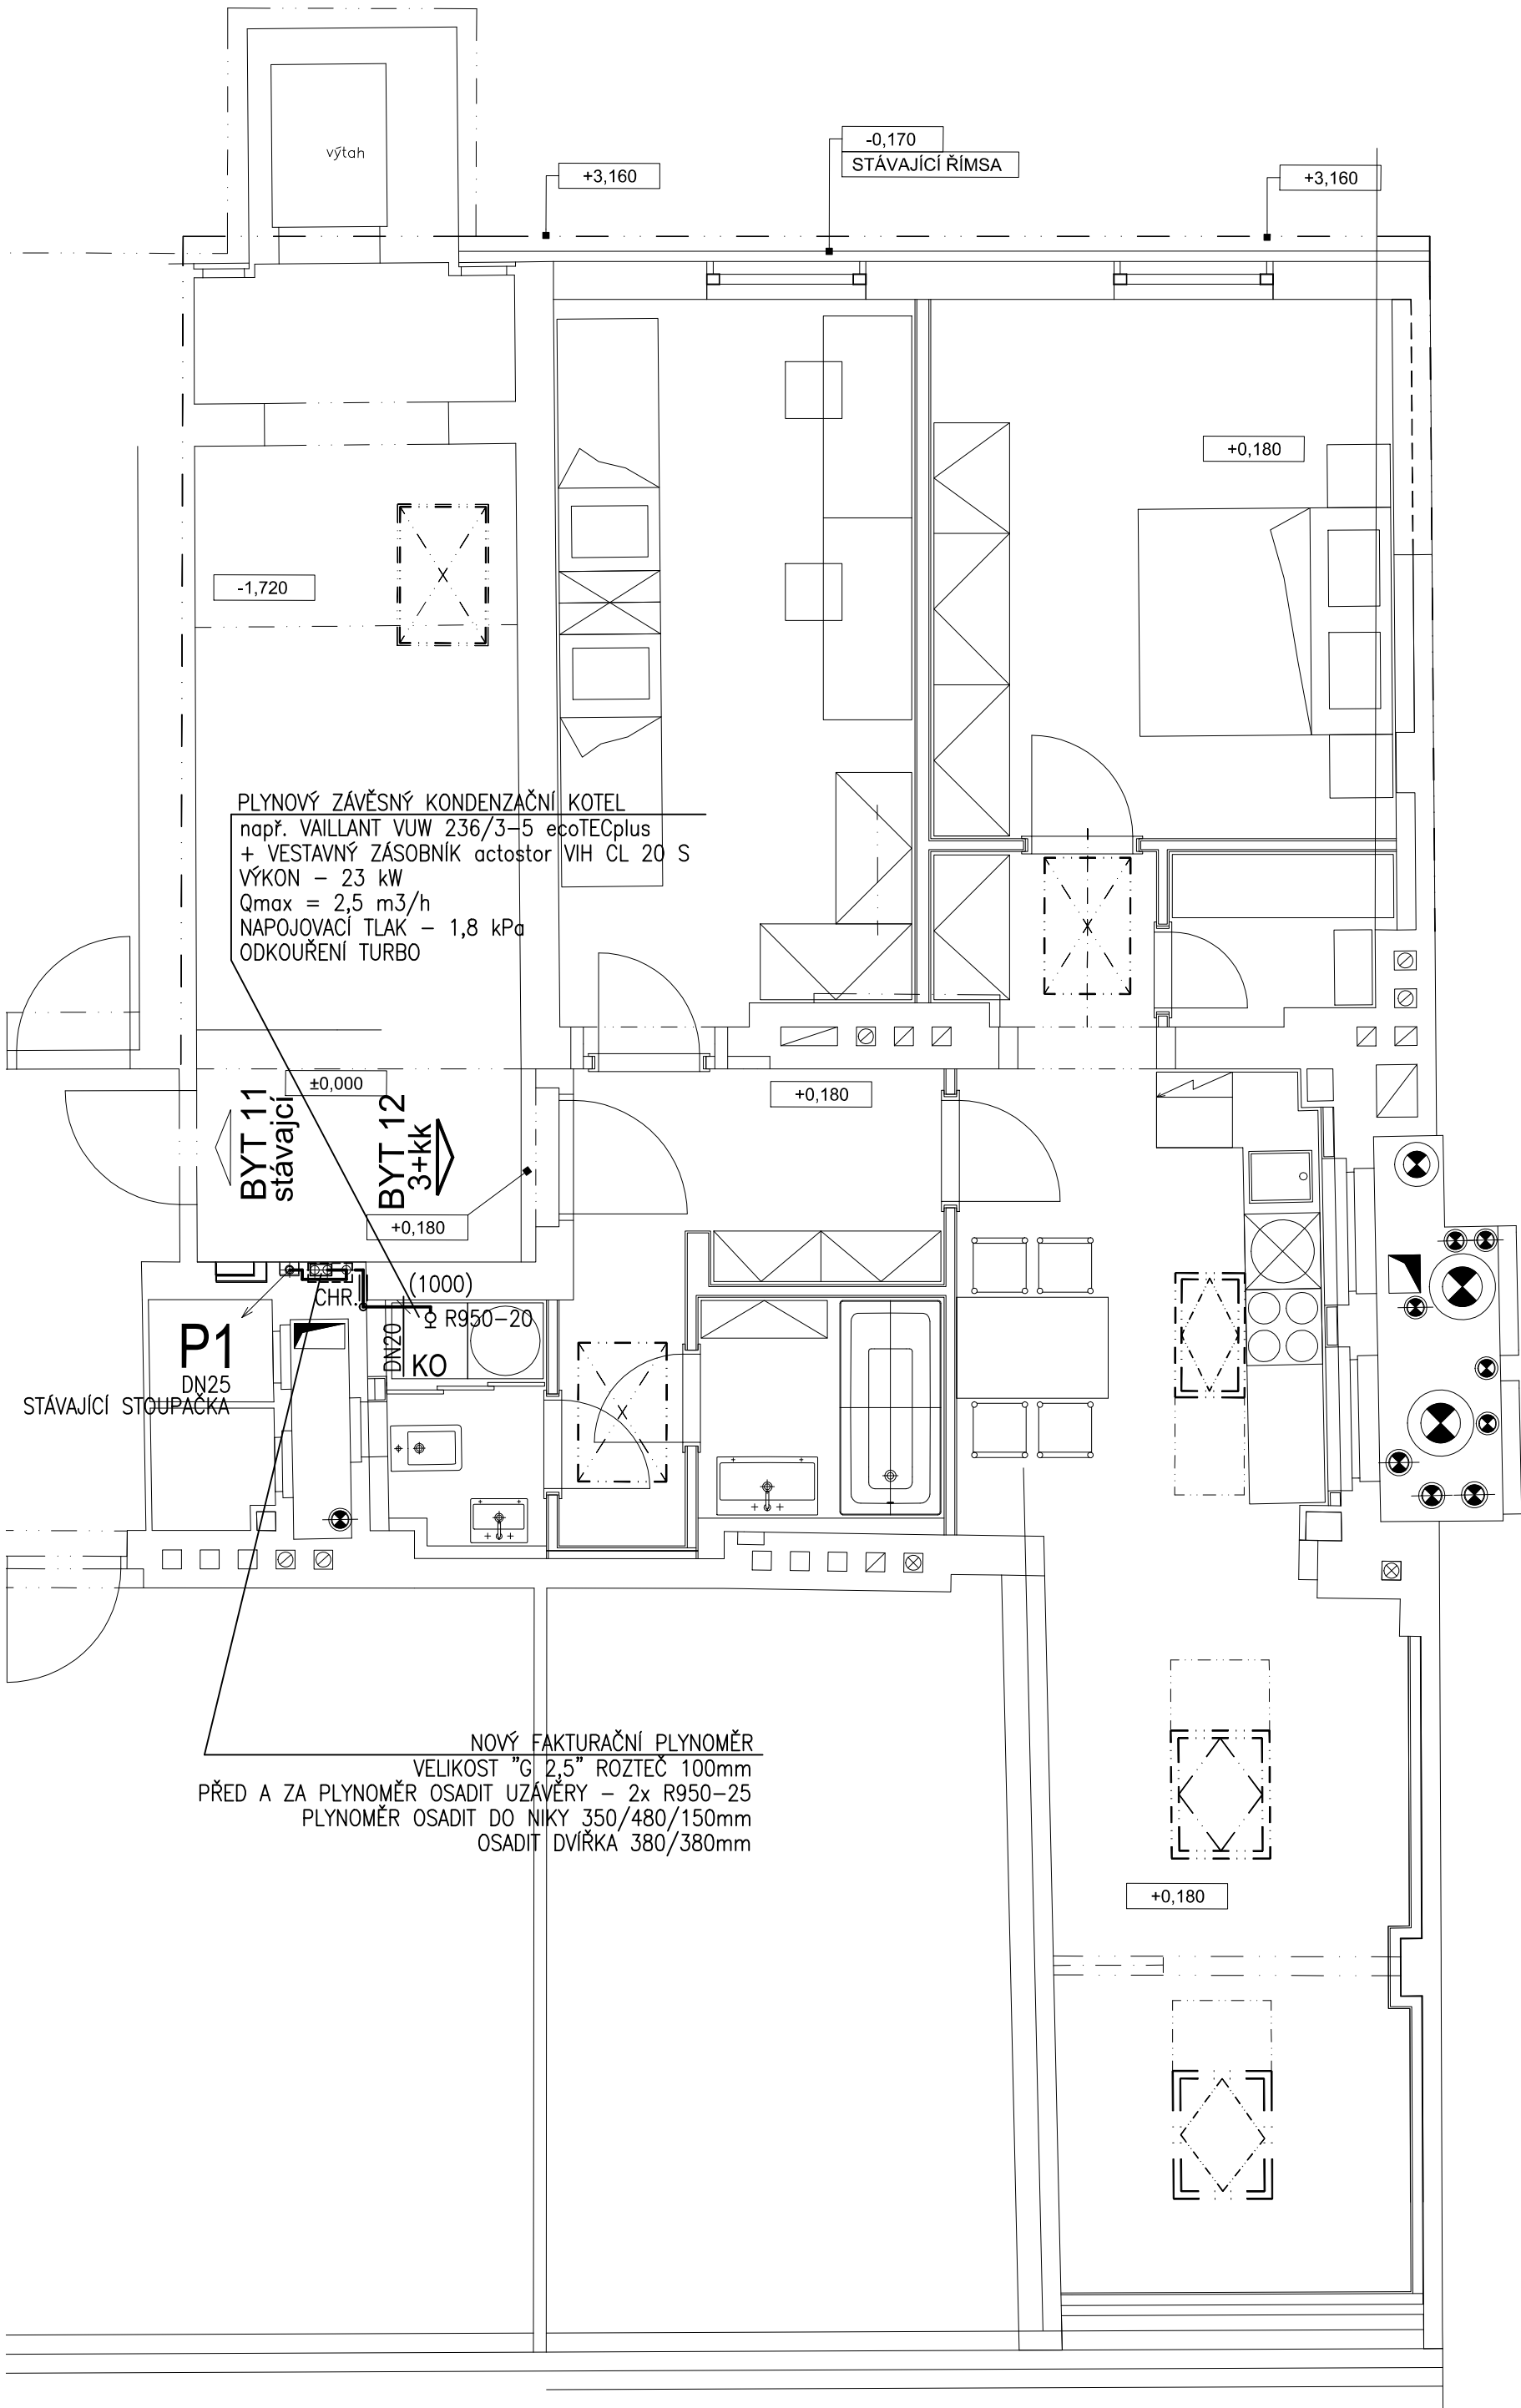 výtah
-0,170
STÁVAJÍCÍ ŘÍMSA
+3,160
+3,160
+0,180
-1,720
PLYNOVÝ ZÁVĚSNÝ KONDENZAČNÍ KOTEL
např. VAILLANT VUW 236/3-5 ecoTECplus
+ VESTAVNÝ ZÁSOBNÍK actostor VIH CL 20 S
VÝKON - 23 kW
Qmax = 2,5 m3/h
NAPOJOVACÍ TLAK - 1,8 kPa
ODKOUŘENÍ TURBO
±0,000
+0,180
BYT 11
stávající
BYT 12
3+kk
+0,180
CHR.
(1000)
R950-20
DN20
KO
P1
DN25
STÁVAJÍCÍ STOUPAČKA
NOVÝ FAKTURAČNÍ PLYNOMĚR
VELIKOST "G 2,5" ROZTEČ 100mm
PŘED A ZA PLYNOMĚR OSADIT UZÁVĚRY - 2x R950-25
PLYNOMĚR OSADIT DO NIKY 350/480/150mm
OSADIT DVÍŘKA 380/380mm
+0,180